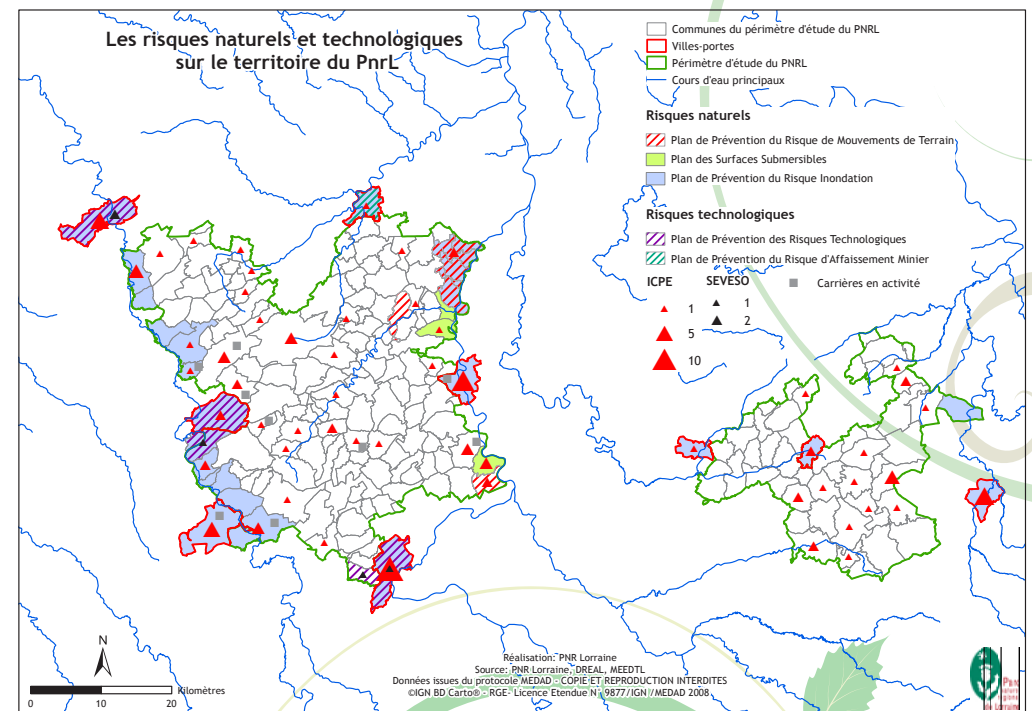 Les risques naturels et technologiques
sur le territoire du PnrL
Communes du périmètre d'étude du PNRL
Villes-portes
Périmètre d'étude du PNRL
Cours d'eau principaux
Risques naturels
Plan de Prévention du Risque de Mouvements de Terrain
Plan des Surfaces Submersibles
Plan de Prévention du Risque Inondation
Risques technologiques
Plan de Prévention des Risques Technologiques
Plan de Prévention du Risque d'Affaissement Minier
ICPE SEVESO Carrières en activité
1 1
5 2
10
N
Kilomètres
0 10 20
Réalisation: PNR Lorraine
Source: PNR Lorraine, DREAL, MEEDTL
Données issues du protocole MEDAD - COPIE ET REPRODUCTION INTERDITES
©IGN BD Carto® - RGE- Licence Etendue N° 9877/IGN /MEDAD 2008
Parc
naturel
régional
de Lorraine